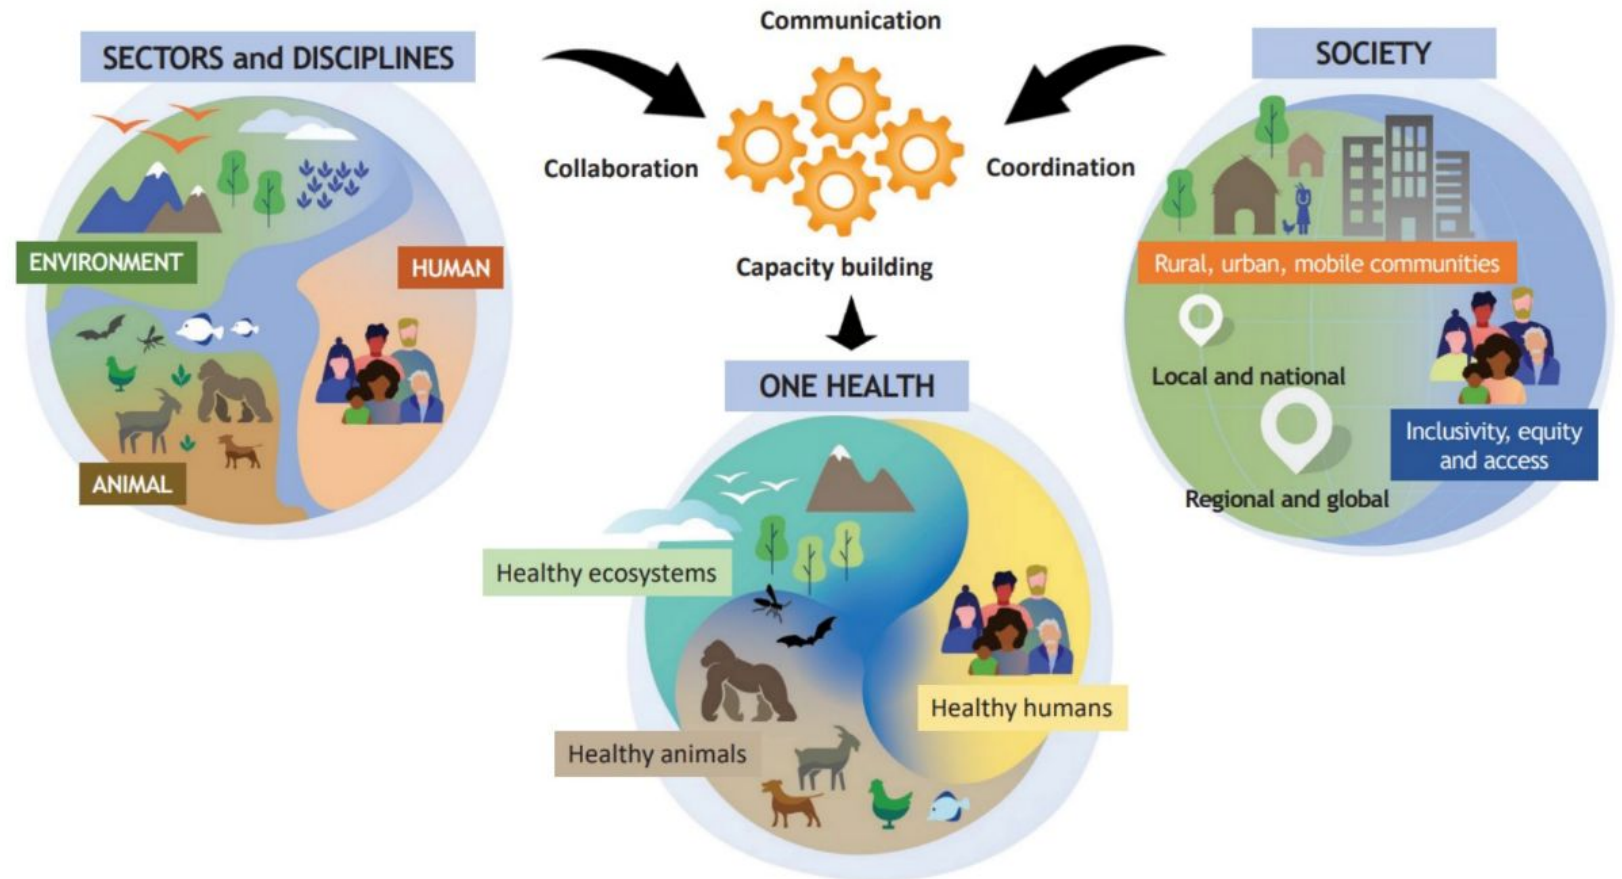 SECTORS and DISCIPLINES
ENVIRONMENT
HUMAN
ANIMAL
Communication
Collaboration
Coordination
Capacity building
SOCIETY
Rural, urban, mobile communities
Local and national
Inclusivity, equity
and access
Regional and global
ONE HEALTH
Healthy ecosystems
Healthy humans
Healthy animals